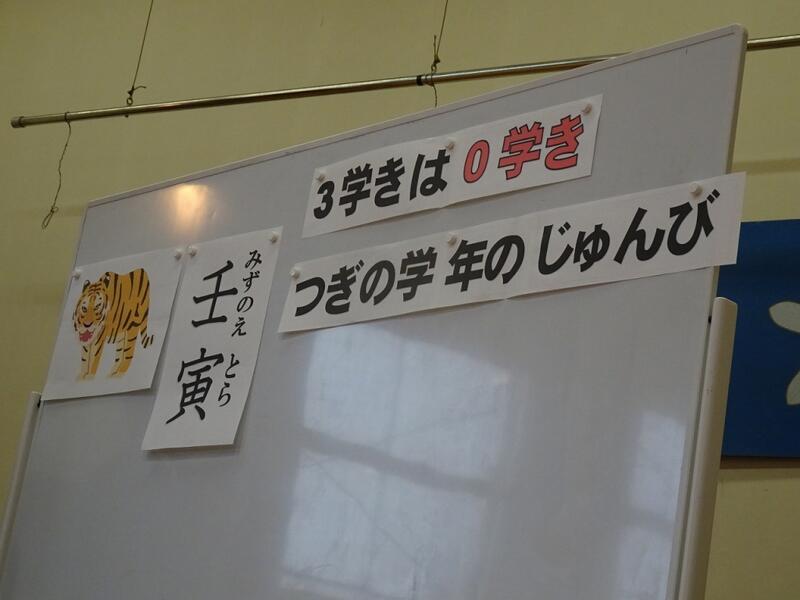 3学きは0学き
つぎの学年のじゅんび
みずのえ とら
壬寅